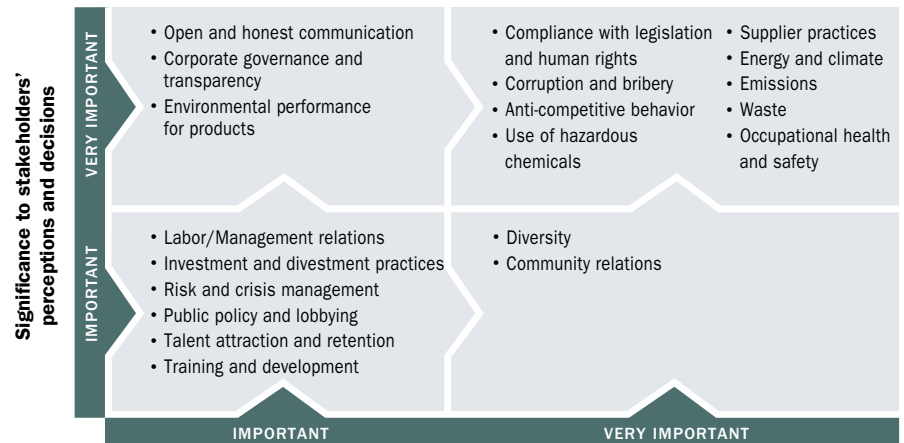 Significance to stakeholders'
perceptions and decisions
VERY IMPORTANT
• Open and honest communication
• Corporate governance and
transparency
• Environmental performance
for products
• Compliance with legislation
and human rights
• Corruption and bribery
• Anti-competitive behavior
• Use of hazardous
chemicals
• Supplier practices
• Energy and climate
• Emissions
• Waste
• Occupational health
and safety
IMPORTANT
• Labor/Management relations
• Investment and divestment practices
• Risk and crisis management
• Public policy and lobbying
• Talent attraction and retention
• Training and development
• Diversity
• Community relations
IMPORTANT
VERY IMPORTANT